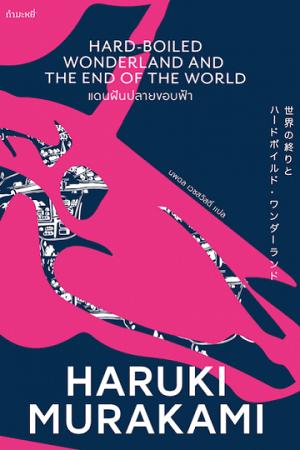 กำมะหยี่
HARD-BOILED
WONDERLAND AND
THE END OF THE WORLD
แดนฝันปลายขอบฟ้า
นพดล เวชสวัสดิ์ แปล
世界の終りと
ハードボイルド・ワンダーランド
HARUKI
MURAKAMI